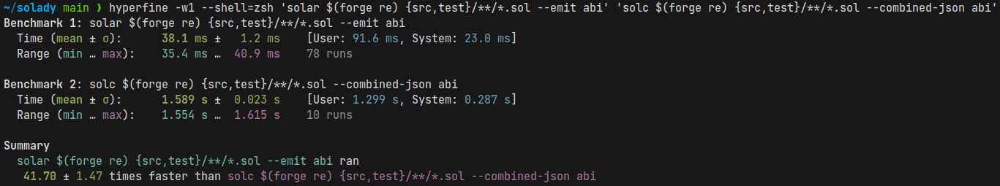 ~/solady main ❯ hyperfine -w1 --shell=zsh 'solar $(forge re) {src,test}/**/*.sol --emit abi' 'solc $(forge re) {src,test}/**/*.sol --combined-json abi'
Benchmark 1: solar $(forge re) {src,test}/**/*.sol --emit abi
Time (mean ± σ): 38.1 ms ± 1.2 ms [User: 91.6 ms, System: 23.0 ms]
Range (min … max): 35.4 ms … 40.9 ms 78 runs
Benchmark 2: solc $(forge re) {src,test}/**/*.sol --combined-json abi
Time (mean ± σ): 1.589 s ± 0.023 s [User: 1.299 s, System: 0.287 s]
Range (min … max): 1.554 s … 1.615 s 10 runs
Summary
solar $(forge re) {src,test}/**/*.sol --emit abi ran
41.70 ± 1.47 times faster than solc $(forge re) {src,test}/**/*.sol --combined-json abi